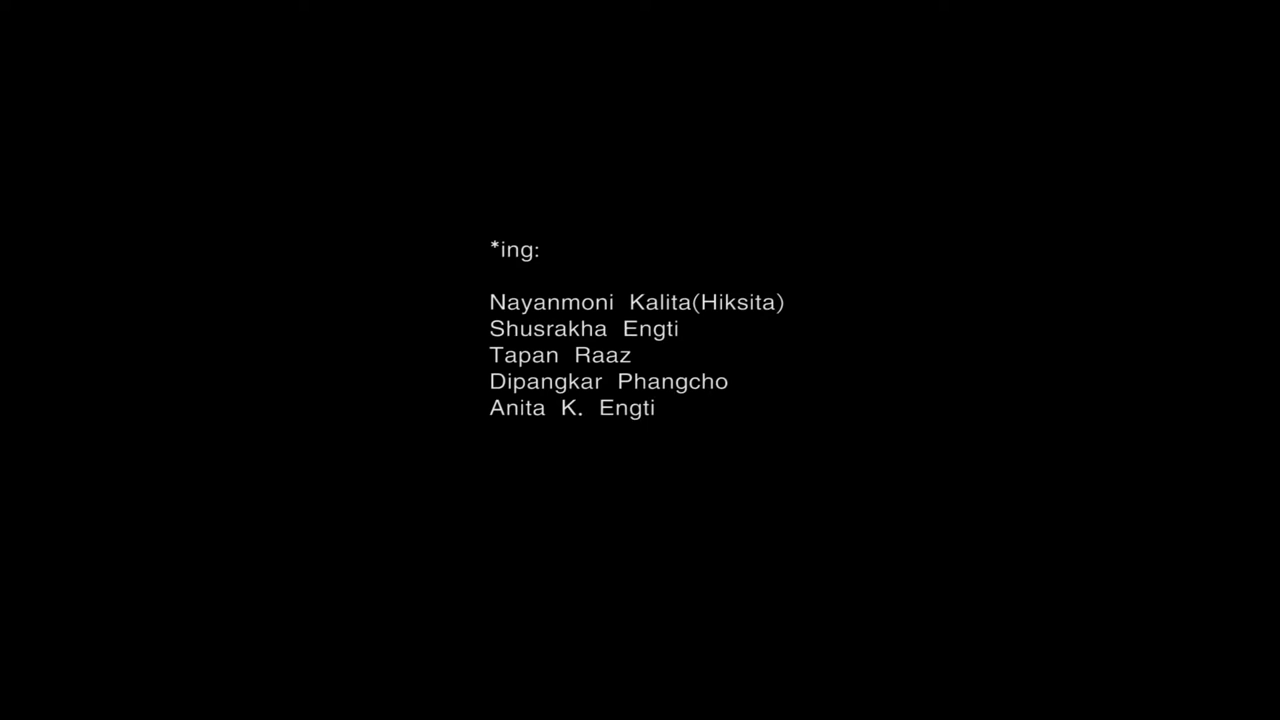 *ing:
Nayanmoni Kalita(Hiksita)
Shusrakha Engti
Tapan Raaz
Dipangkar Phangcho
Anita K. Engti